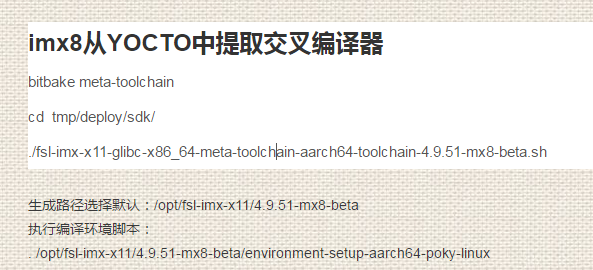 imx8从YOCTO中提取交叉编译器
bitbake meta-toolchain
cd  tmp/deploy/sdk/
./fsl-imx-x11-glibc-x86_64-meta-toolchain-aarch64-toolchain-4.9.51-mx8-beta.sh
生成路径选择默认：/opt/fsl-imx-x11/4.9.51-mx8-beta
执行编译环境脚本：
. /opt/fsl-imx-x11/4.9.51-mx8-beta/environment-setup-aarch64-poky-linux